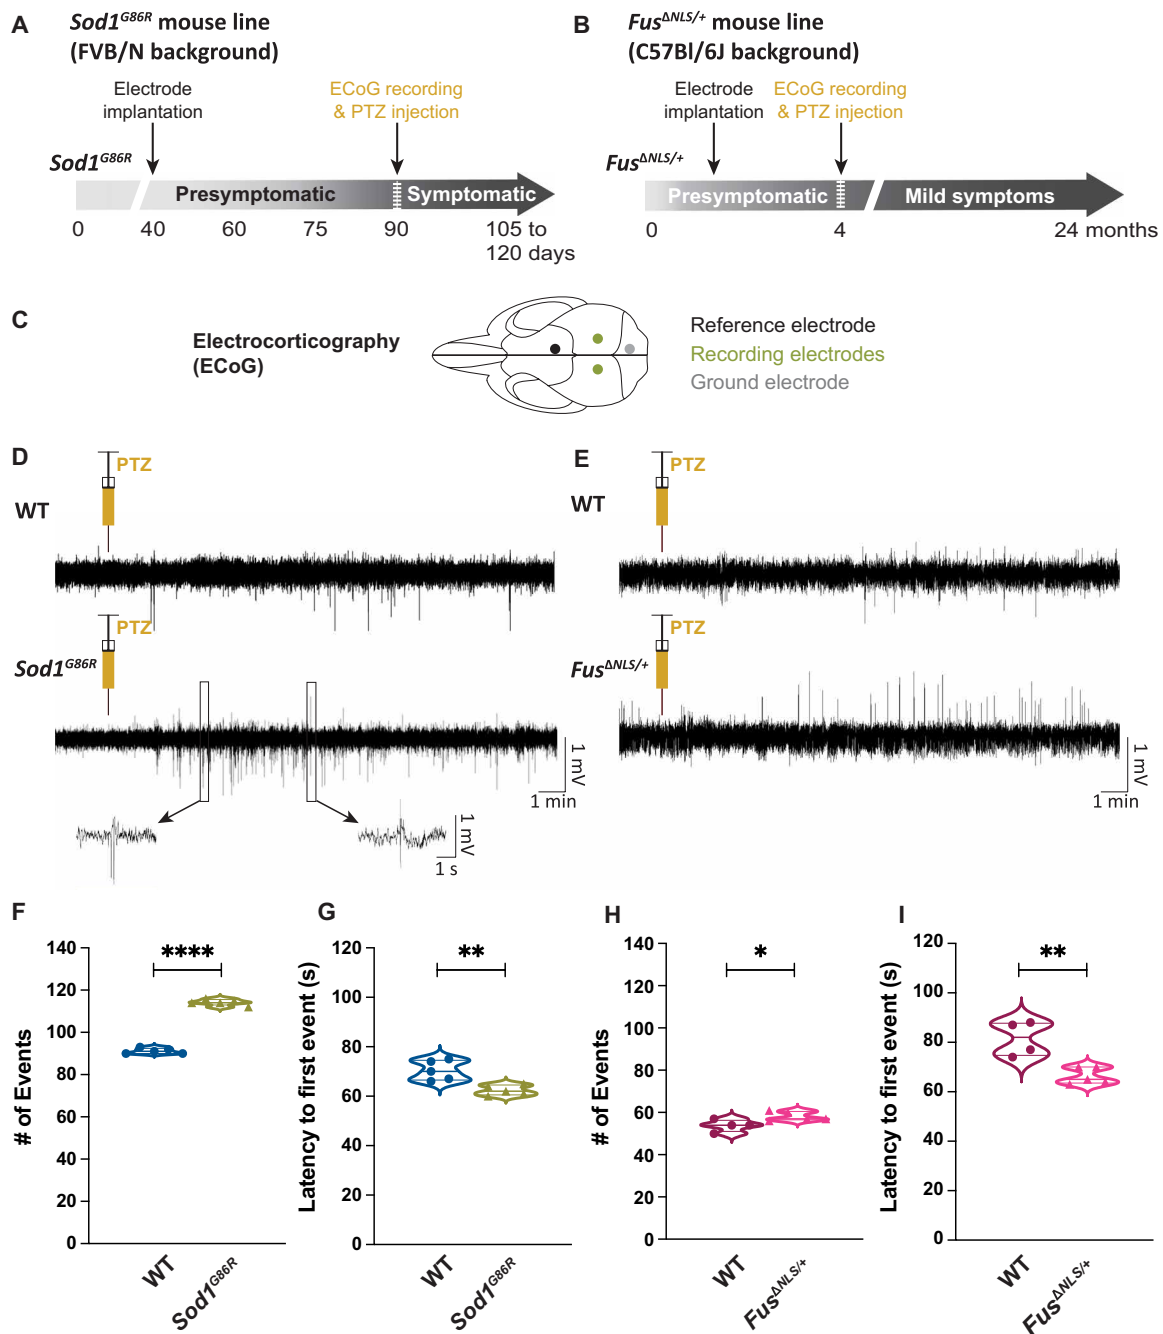 A
Sod1G86R mouse line
(FVB/N background)
Electrode
implantation
ECoG recording
& PTZ injection
Sod1G86R
Presymptomatic
Symptomatic
0 40 60 75 90 105 to
120 days
B
FusΔNLS/+ mouse line
(C57Bl/6J background)
Electrode
implantation
ECoG recording
& PTZ injection
FusΔNLS/+
Presymptomatic
Mild symptoms
0 4 24 months
C
Electrocorticography
(ECoG)
Reference electrode
Recording electrodes
Ground electrode
D
PTZ
WT
PTZ
Sod1G86R
1 mV
1 min
1 mV
1 s
E
PTZ
WT
PTZ
FusΔNLS/+
1 mV
1 min
F
# of Events
140
120
100
80
60
40
20
0
****
WT
Sod1G86R
G
Latency to first event (s)
120
100
80
60
40
20
0
**
WT
Sod1G86R
H
# of Events
140
120
100
80
60
40
20
0
*
WT
FusΔNLS/+
I
Latency to first event (s)
120
100
80
60
40
20
0
**
WT
FusΔNLS/+